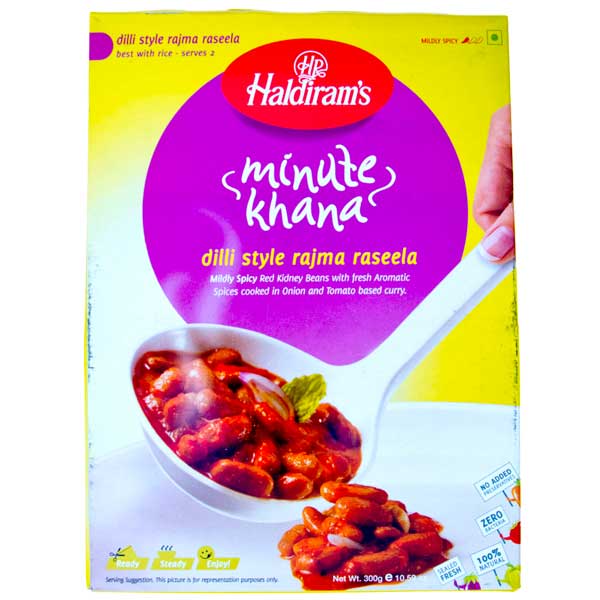 dilli style rajma raseela
best with rice - serves 2
MILDLY SPICY
HR
Haldiram's
minute
khana
dilli style rajma raseela
Mildly Spicy Red Kidney Beans with fresh Aromatic
Spices cooked in Onion and Tomato based curry.
NO ADDED
PRESERVATIVES
ZERO
BACTERIA
100%
NATURAL
SEALED
FRESH
Ready Steady Enjoy!
Serving Suggestion. This picture is for representation purposes only.
Net Wt. 300g e 10.59 oz